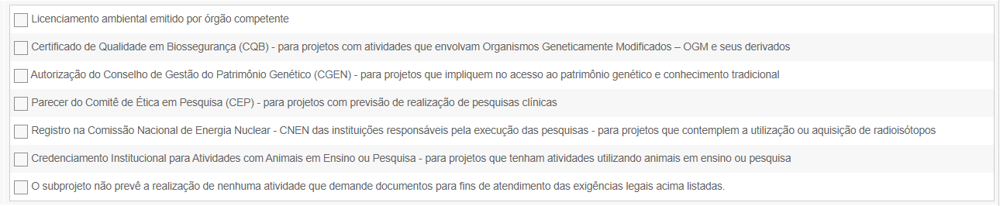 Licenciamento ambiental emitido por órgão competente
Certificado de Qualidade em Biossegurança (CQB) - para projetos com atividades que envolvam Organismos Geneticamente Modificados – OGM e seus derivados
Autorização do Conselho de Gestão do Patrimônio Genético (CGEN) - para projetos que impliquem no acesso ao patrimônio genético e conhecimento tradicional
Parecer do Comitê de Ética em Pesquisa (CEP) - para projetos com previsão de realização de pesquisas clínicas
Registro na Comissão Nacional de Energia Nuclear - CNEN das instituições responsáveis pela execução das pesquisas - para projetos que contemplem a utilização ou aquisição de radioisótopos
Credenciamento Institucional para Atividades com Animais em Ensino ou Pesquisa - para projetos que tenham atividades utilizando animais em ensino ou pesquisa
O subprojeto não prevê a realização de nenhuma atividade que demande documentos para fins de atendimento das exigências legais acima listadas.